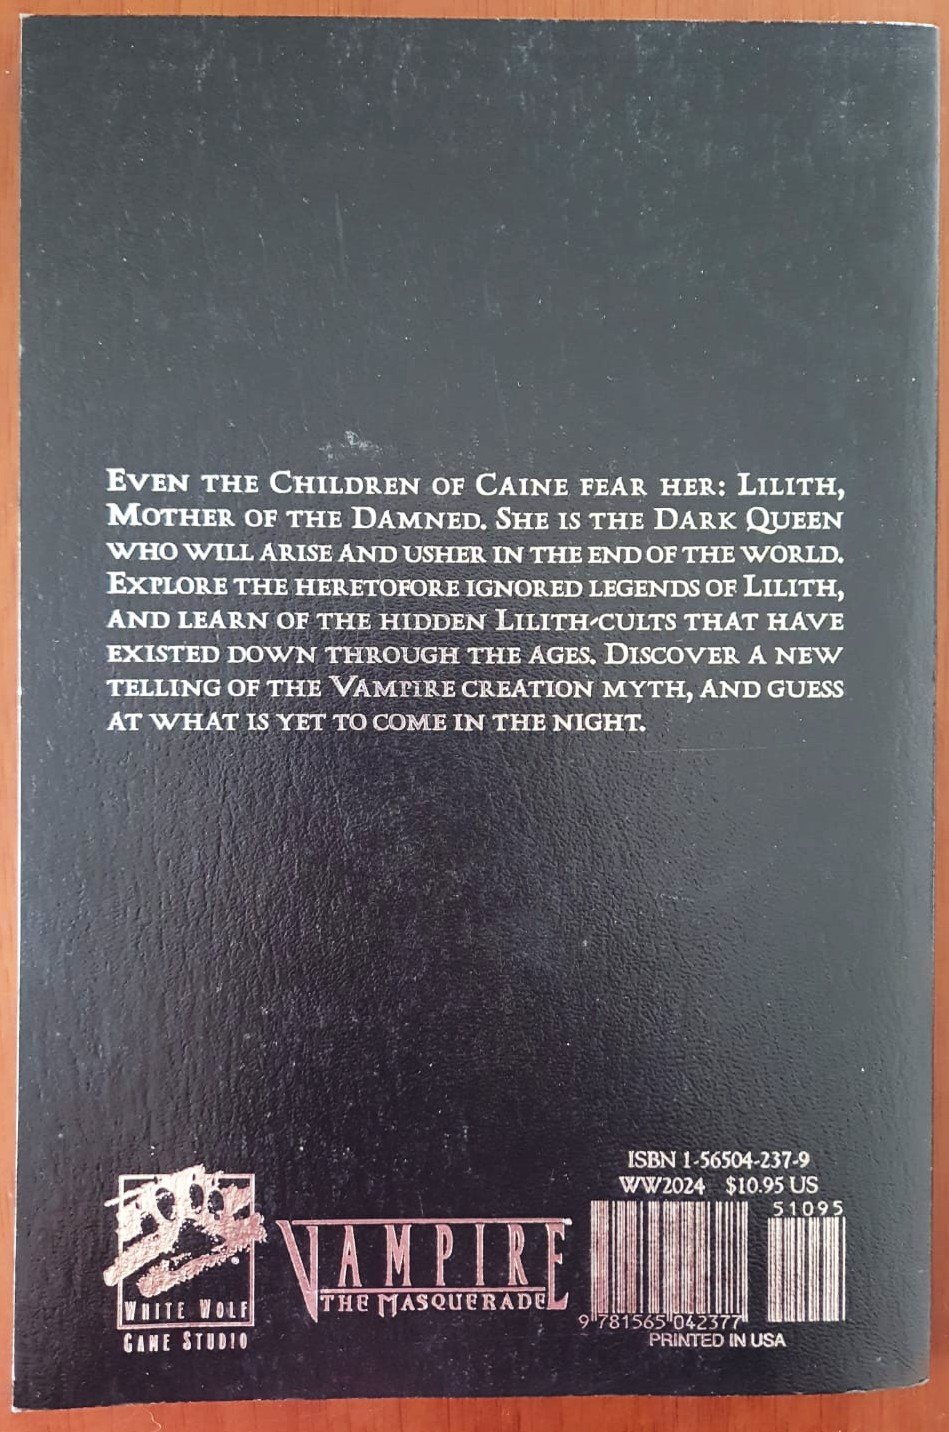 EVEN THE CHILDREN OF CAINE FEAR HER: LILITH,
MOTHER OF THE DAMNED. SHE IS THE DARK QUEEN
WHO WILL ARISE AND USHER IN THE END OF THE WORLD.
EXPLORE THE HERETOFORE IGNORED LEGENDS OF LILITH,
AND LEARN OF THE HIDDEN LILITH-CULTS THAT HAVE
EXISTED DOWN THROUGH THE AGES. DISCOVER A NEW
TELLING OF THE VAMPIRE CREATION MYTH, AND GUESS
AT WHAT IS YET TO COME IN THE NIGHT.
WHITE WOLF
GAME STUDIO
VAMPIRE
THE MASQUERADE
ISBN 1-56504-237-9
WW2024 $10.95 US
51095
9 781565 042377
PRINTED IN USA